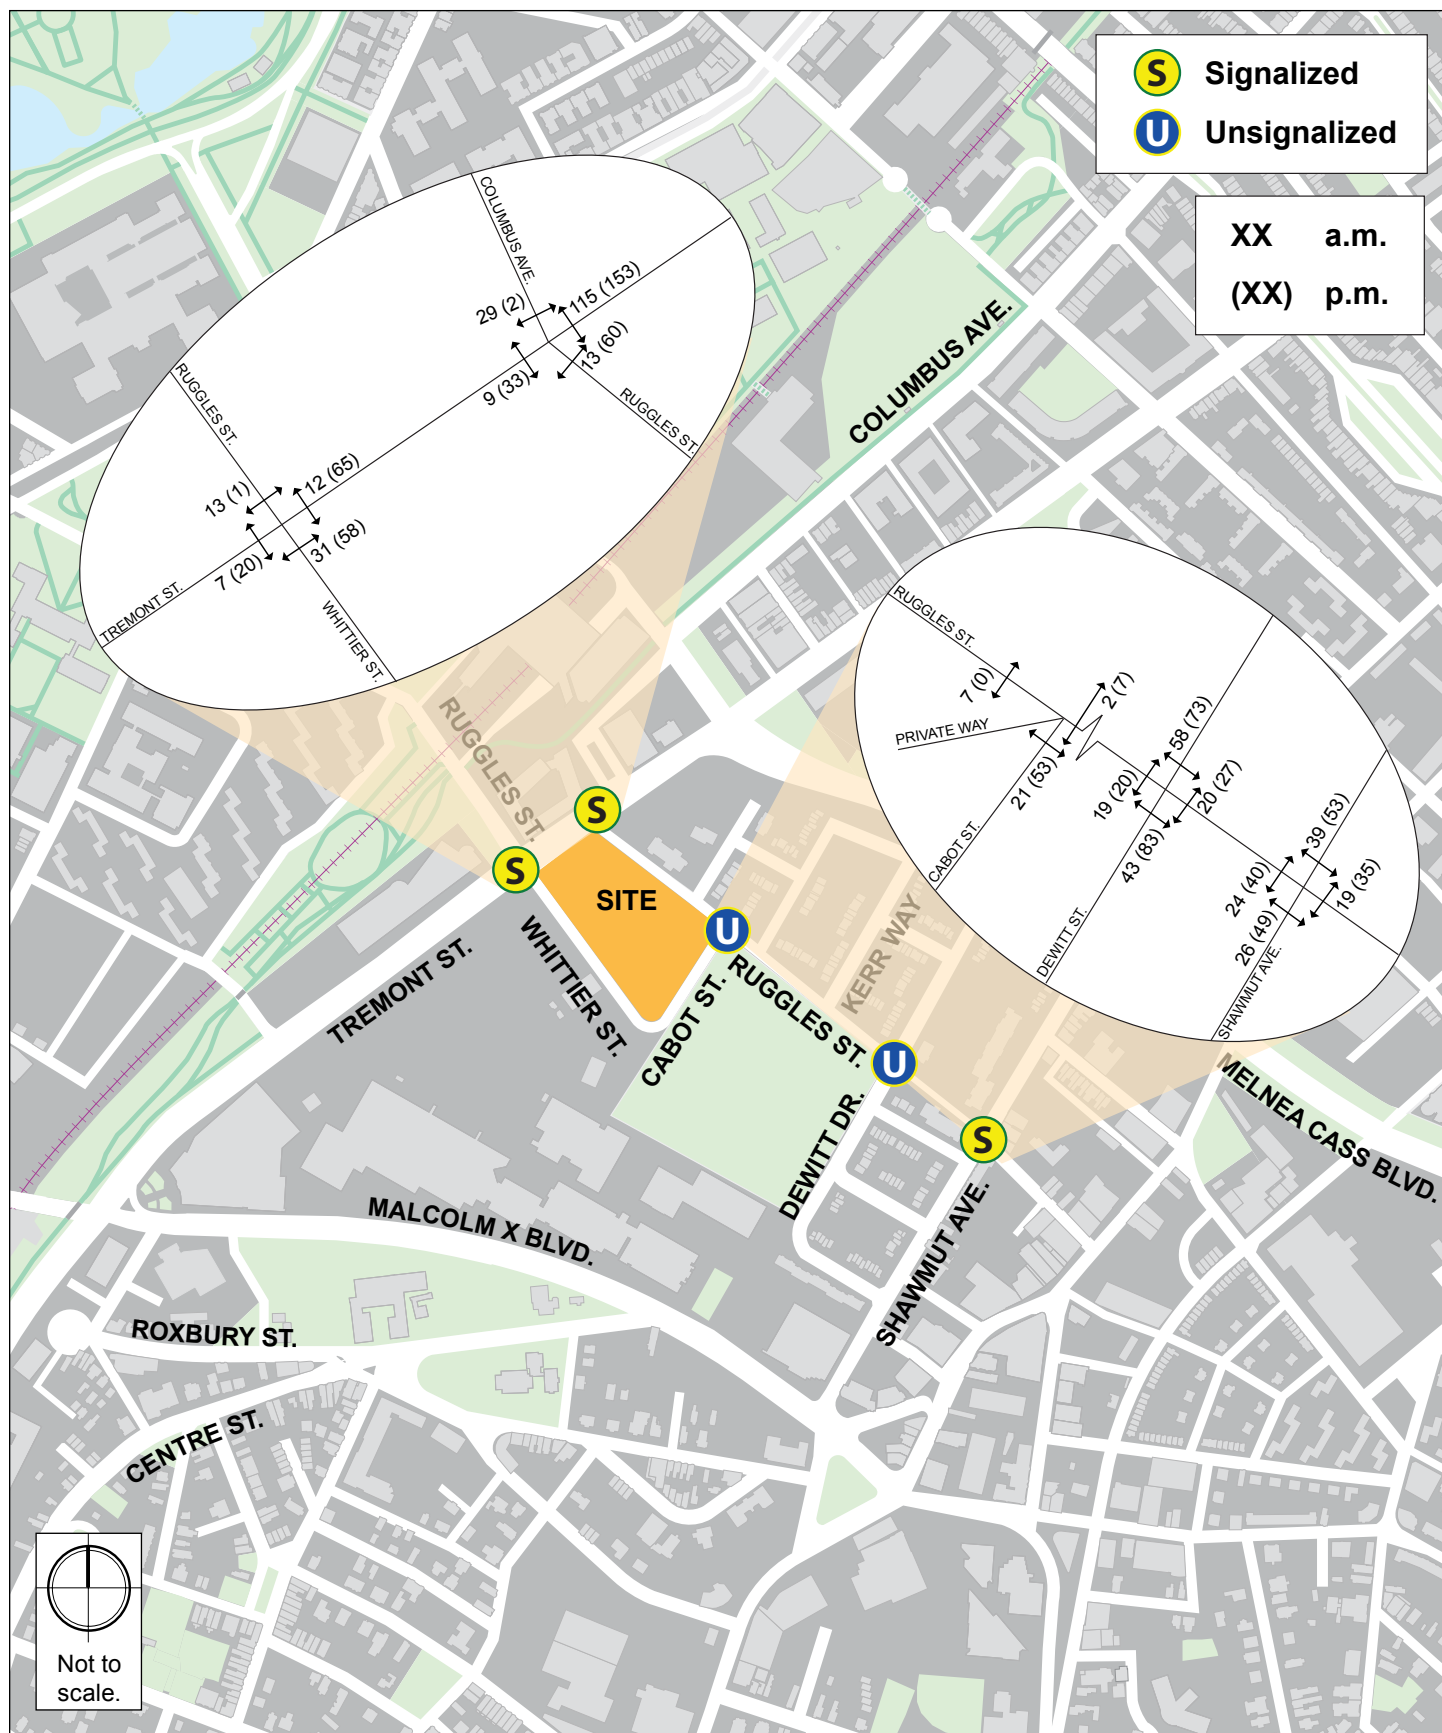 S Signalized
U Unsignalized
XX a.m.
(XX) p.m.
COLUMBUS AVE.
29 (2)
115 (153)
13 (60)
9 (33)
RUGGLES ST.
RUGGLES ST.
13 (1)
12 (65)
31 (58)
7 (20)
TREMONT ST.
WHITTIER ST.
COLUMBUS AVE.
RUGGLES ST.
7 (0)
2 (7)
PRIVATE WAY
21 (53)
58 (73)
19 (20)
20 (27)
43 (83)
CABOT ST.
39 (53)
24 (40)
19 (35)
26 (49)
DEWITT ST.
SHAWMUT AVE.
RUGGLES ST.
S
S
SITE
U
WHITTIER ST.
TREMONT ST.
CABOT ST.
RUGGLES ST.
KERR WAY
U
DEWITT DR.
S
MELNEA CASS BLVD.
SHAWMUT AVE.
MALCOLM X BLVD.
ROXBURY ST.
CENTRE ST.
Not to
scale.